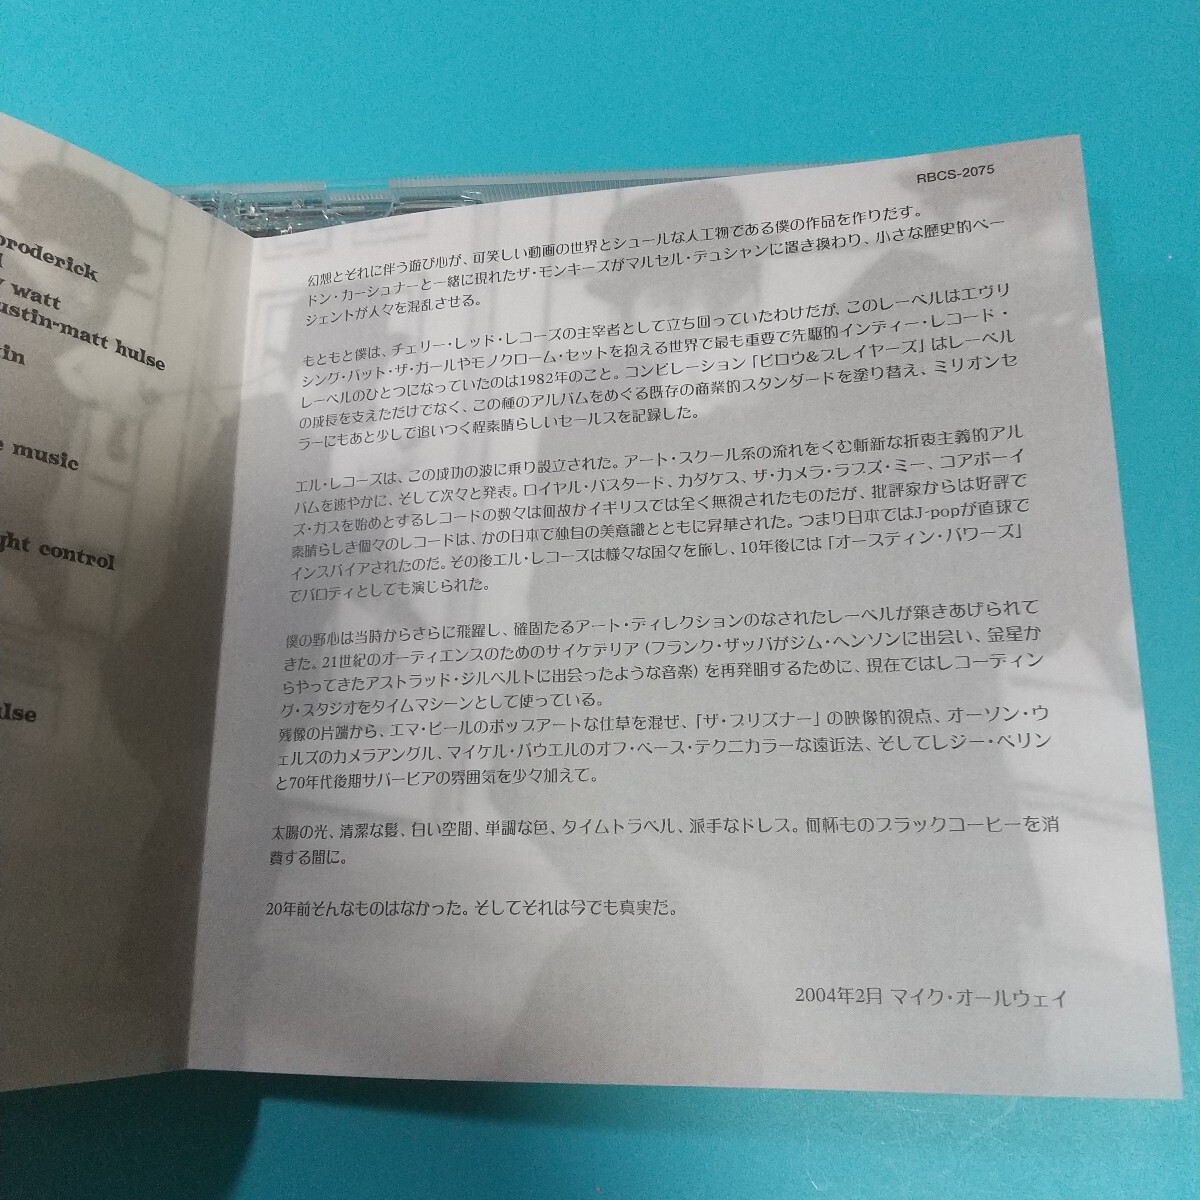 roderick
watt
ustin-matt hulse
music
ght control
lse
RBCS-2075
幻想とそれに伴う遊び心が、可笑しい動画の世界とシュールな人工物である僕の作品を作りだす。
ドン・カーシュナーと一緒に現れたザ・モンキーズがマルセル・デュシャンに置き換わり、小さな歴史的ペー
ジェントが人々を混乱させる。
もともと僕は、チェリー・レッド・レコーズの主宰者として立ち回っていたわけだが、このレーベルはエヴリ
シング・バット・ザ・ガールやモノクローム・セットを抱える世界で最も重要で先駆的インディー・レコード・
レーベルのひとつになっていたのは1982年のこと。コンピレーション「ピロウ&プレイヤーズ」はレーベル
の成長を支えただけでなく、この種のアルバムをめぐる既存の商業的スタンダードを塗り替え、ミリオンセ
ラーにもあと少しで追いつく程素晴らしいセールスを記録した。
エル・レコーズは、この成功の波に乗り設立された。アート・スクール系の流れをくむ斬新な折衷主義的アル
バムを速やかに、そして次々と発表。ロイヤル・バスタード、カダケス、ザ・カメラ・ラブズ・ミー、コアボーイ
ズ・ガスを始めとするレコードの数々は何故かイギリスでは全く無視されたものだが、批評家からは好評で
素晴らしき個々のレコードは、かの日本で独自の美意識とともに昇華された。つまり日本ではJ-popが直球で
インスパイアされたのだ。その後エル・レコーズは様々な国々を旅し、10年後には「オースティン・パワーズ」
でパロディとしても演じられた。
僕の野心は当時からさらに飛躍し、確固たるアート・ディレクションのなされたレーベルが築きあげられて
きた。21世紀のオーディエンスのためのサイケデリア（フランク・ザッパがジム・ヘンソンに出会い、金星か
らやってきたアストラッド・ジルベルトに出会ったような音楽）を再発明するために、現在ではレコーディン
グ・スタジオをタイムマシーンとして使っている。
残像の片端から、エマ・ピールのポップアートな仕草を混ぜ、「ザ・プリズナー」の映像的視点、オーソン・ウ
ェルズのカメラアングル、マイケル・パウエルのオフ・ベース・テクニカラーな遠近法、そしてレジー・ペリン
と70年代後期サバービアの雰囲気を少々加えて。
太陽の光、清潔な髪、白い空間、単調な色、タイムトラベル、派手なドレス。何杯ものブラックコーヒーを消
費する間に。
20年前そんなものはなかった。そしてそれは今でも真実だ。
2004年2月 マイク・オールウェイ